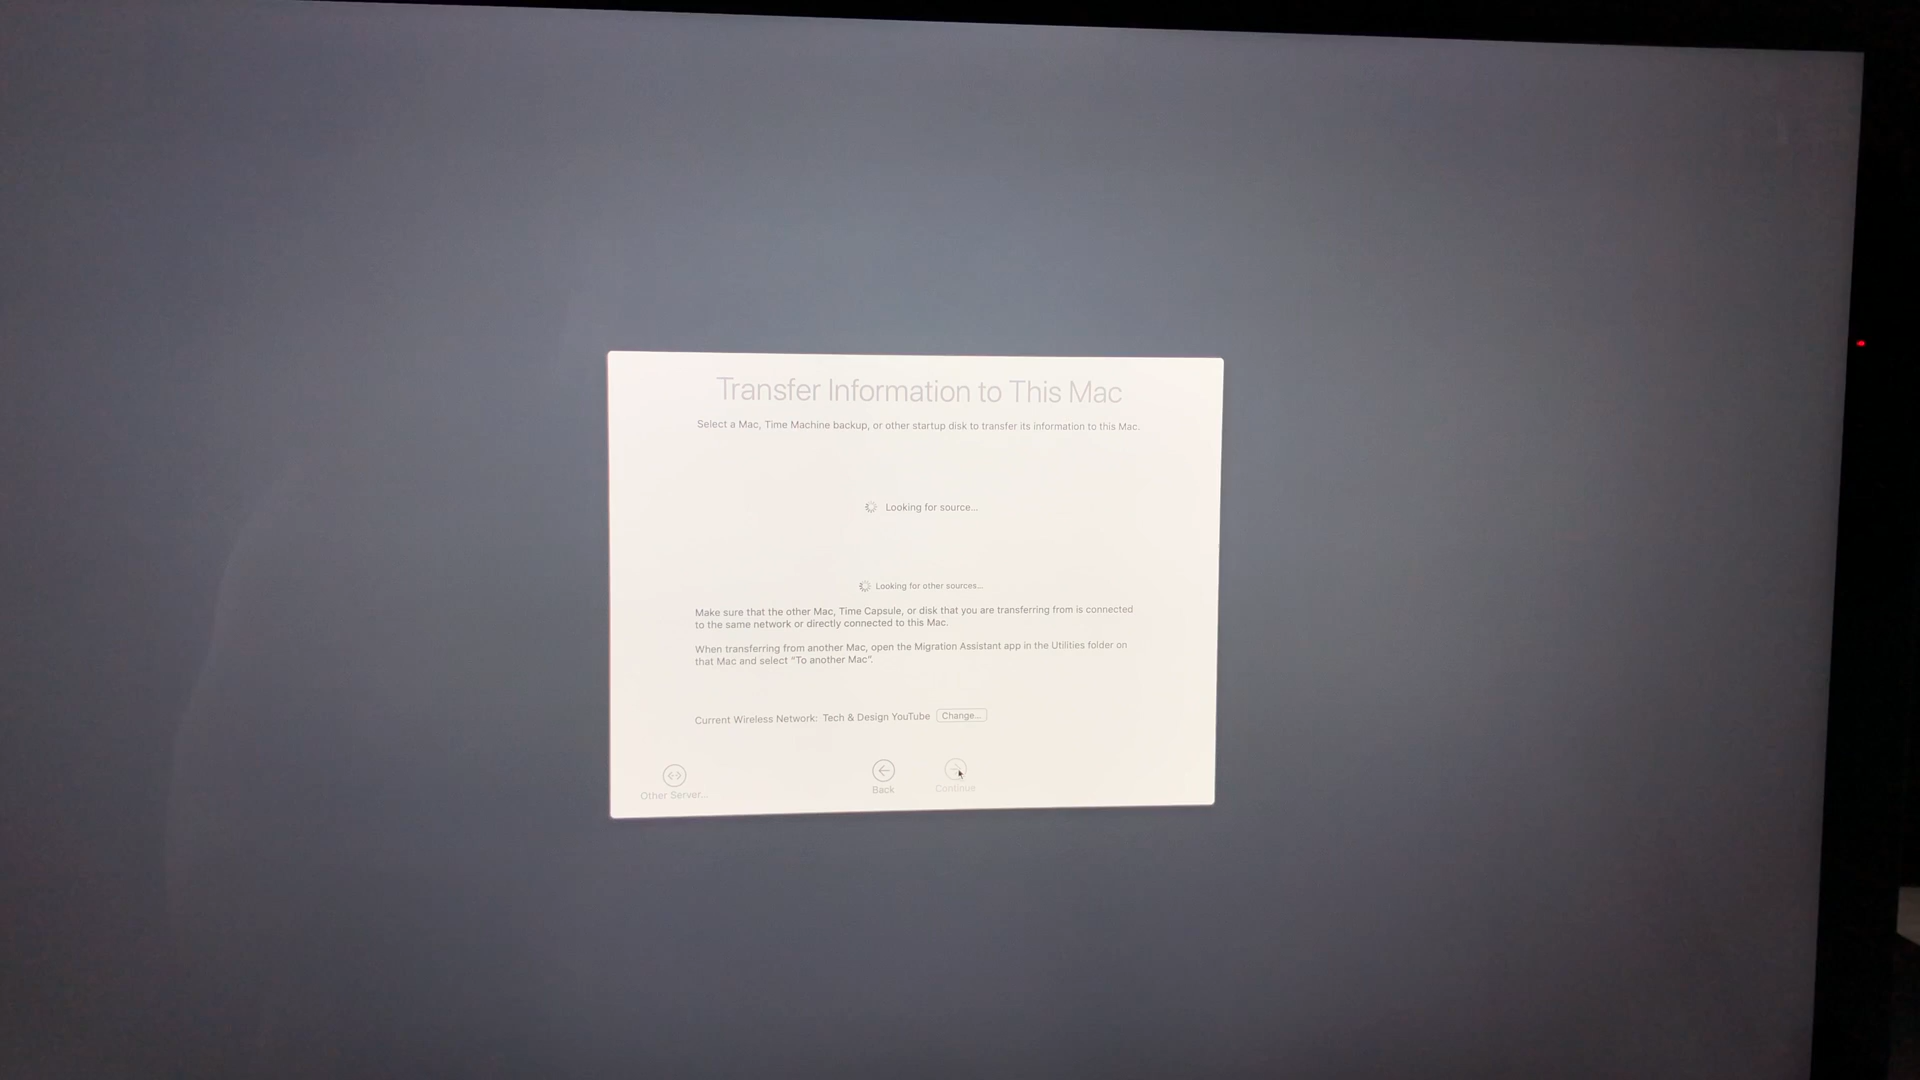 Transfer Information to This Mac
Select a Mac, Time Machine backup, or other startup disk to transfer its information to this Mac.
Looking for source...
Looking for other sources...
Make sure that the other Mac, Time Capsule, or disk that you are transferring from is connected
to the same network or directly connected to this Mac.
When transferring from another Mac, open the Migration Assistant app in the Utilities folder on
that Mac and select “To another Mac”.
Current Wireless Network: Tech & Design YouTube Change...
Other Server... Back Continue